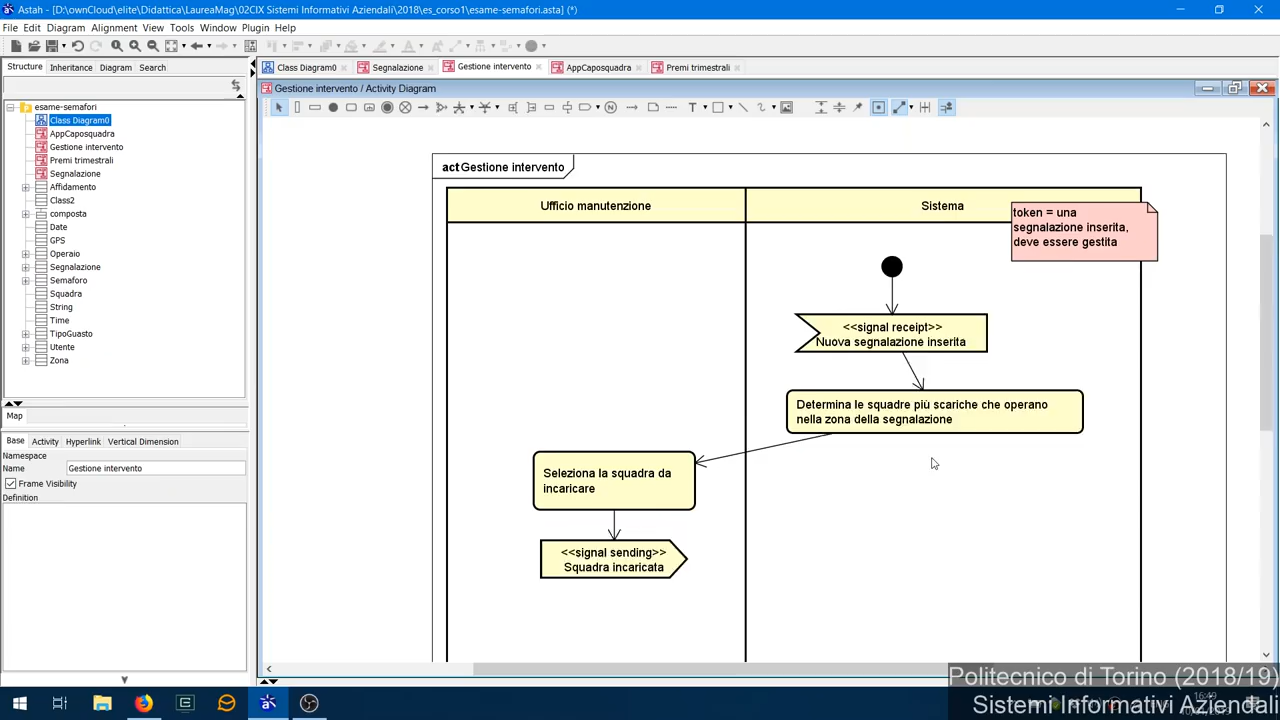 Astah - [D:\ownCloud\elite\Didattica\LaureaMag\02CIX Sistemi Informativi Aziendali\2018\es_corso1\esame-semafori.asta] (*)
File Edit Diagram Alignment View Tools Window Plugin Help
Structure Inheritance Diagram Search
Class Diagram0 Segnalazione Gestione intervento AppCaposquadra Premi trimestrali
Gestione intervento / Activity Diagram
esame-semafori
Class Diagram0
AppCaposquadra
Gestione intervento
Premi trimestrali
Segnalazione
Affidamento
Class2
composta
Date
GPS
Operaio
Segnalazione
Semaforo
Squadra
String
Time
TipoGuasto
Utente
Zona
Map
Base Activity Hyperlink Vertical Dimension
Namespace
Name Gestione intervento
Frame Visibility
Definition
act Gestione intervento
Ufficio manutenzione Sistema
token = una
segnalazione inserita,
deve essere gestita
<<signal receipt>>
Nuova segnalazione inserita
Determina le squadre più scariche che operano
nella zona della segnalazione
Seleziona la squadra da
incaricare
<<signal sending>>
Squadra incaricata
Politecnico di Torino (2018/19)
Sistemi Informativi Aziendali